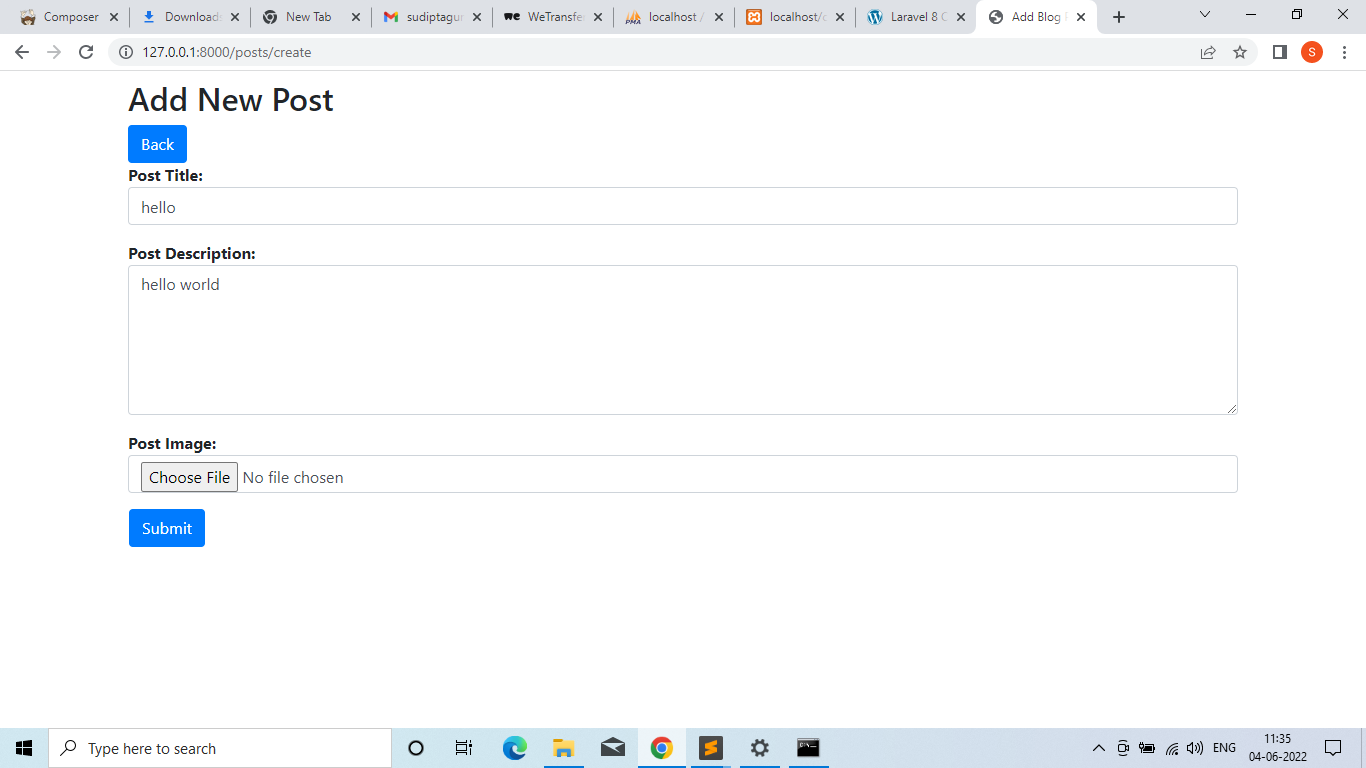 Composer
Download
New Tab
sudiptagu
WeTransfe
localhost /
localhost/c
Laravel 8 C
Add Blog
127.0.0.1:8000/posts/create
S
Add New Post
Back
Post Title:
hello
Post Description:
hello world
Post Image:
Choose File No file chosen
Submit
Type here to search
ENG
11:35
04-06-2022